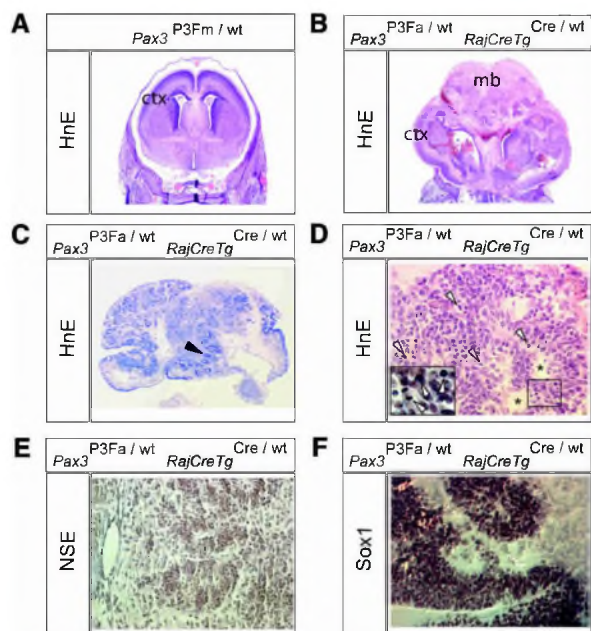 A
Pax3 P3Fm / wt
HnE
ctx
B
Pax3 P3Fa / wt RajCreTg Cre / wt
HnE
mb
ctx
C
Pax3 P3Fa / wt RajCreTg Cre / wt
HnE
D
Pax3 P3Fa / wt RajCreTg Cre / wt
HnE
*
*
E
Pax3 P3Fa / wt RajCreTg Cre / wt
NSE
F
Pax3 P3Fa / wt RajCreTg Cre / wt
Sox1